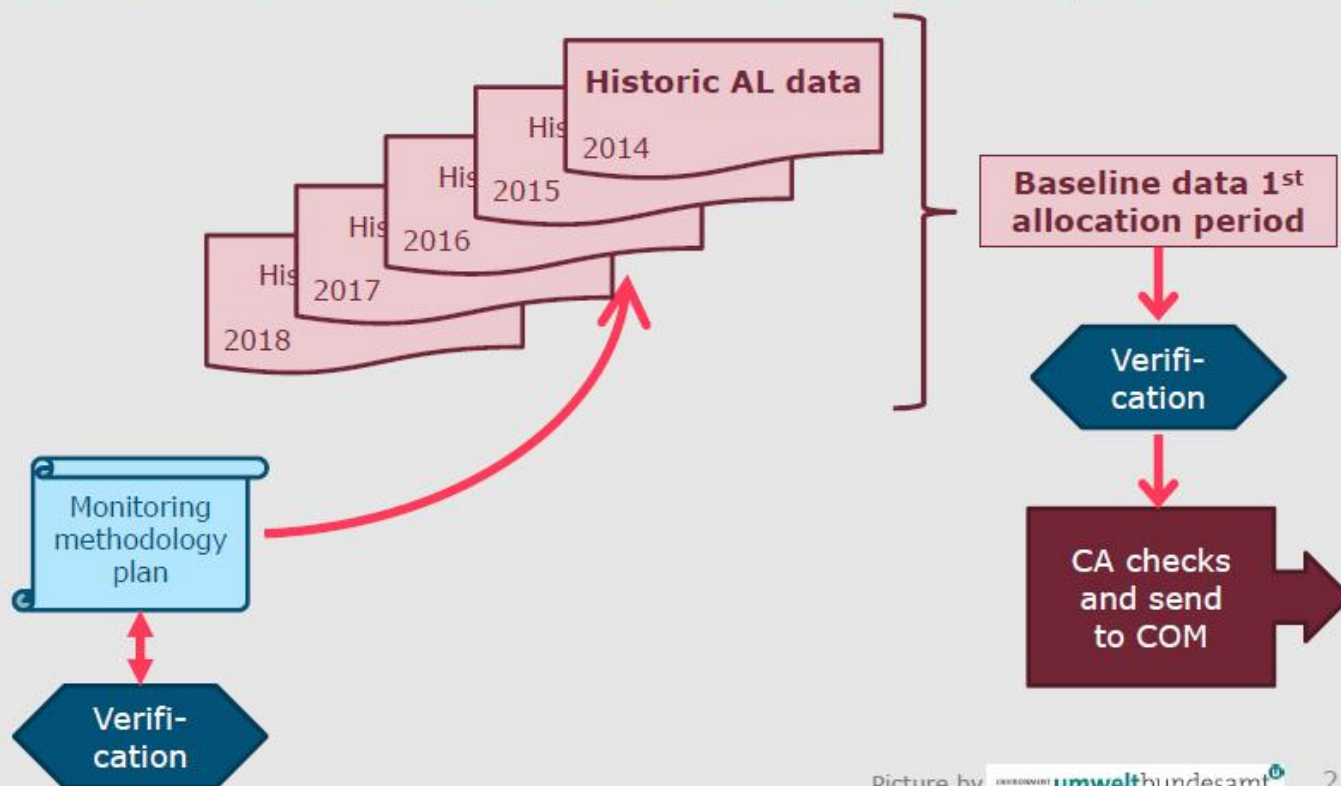 Historic AL data
2014
His
2015
His
2016
His
2017
His
2018
Baseline data 1st
allocation period
Verifi-
cation
CA checks
and send
to COM
Monitoring
methodology
plan
Verifi-
cation
Picture by umweltbundesamt
2